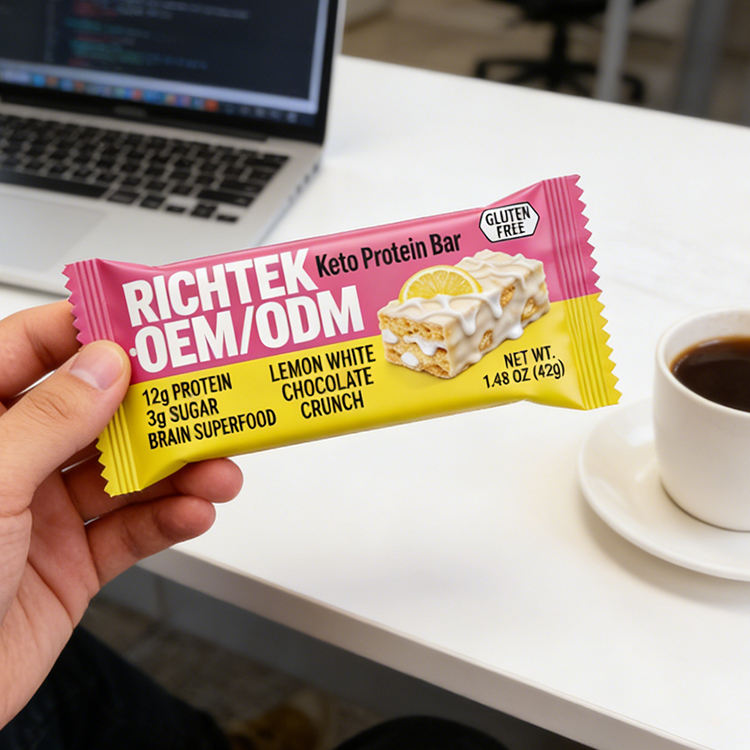 RICHTEK
·OEM/ODM
Keto Protein Bar
GLUTEN
FREE
12g PROTEIN
3g SUGAR
BRAIN SUPERFOOD
LEMON WHITE
CHOCOLATE
CRUNCH
NET WT.
1.48 OZ (42g)